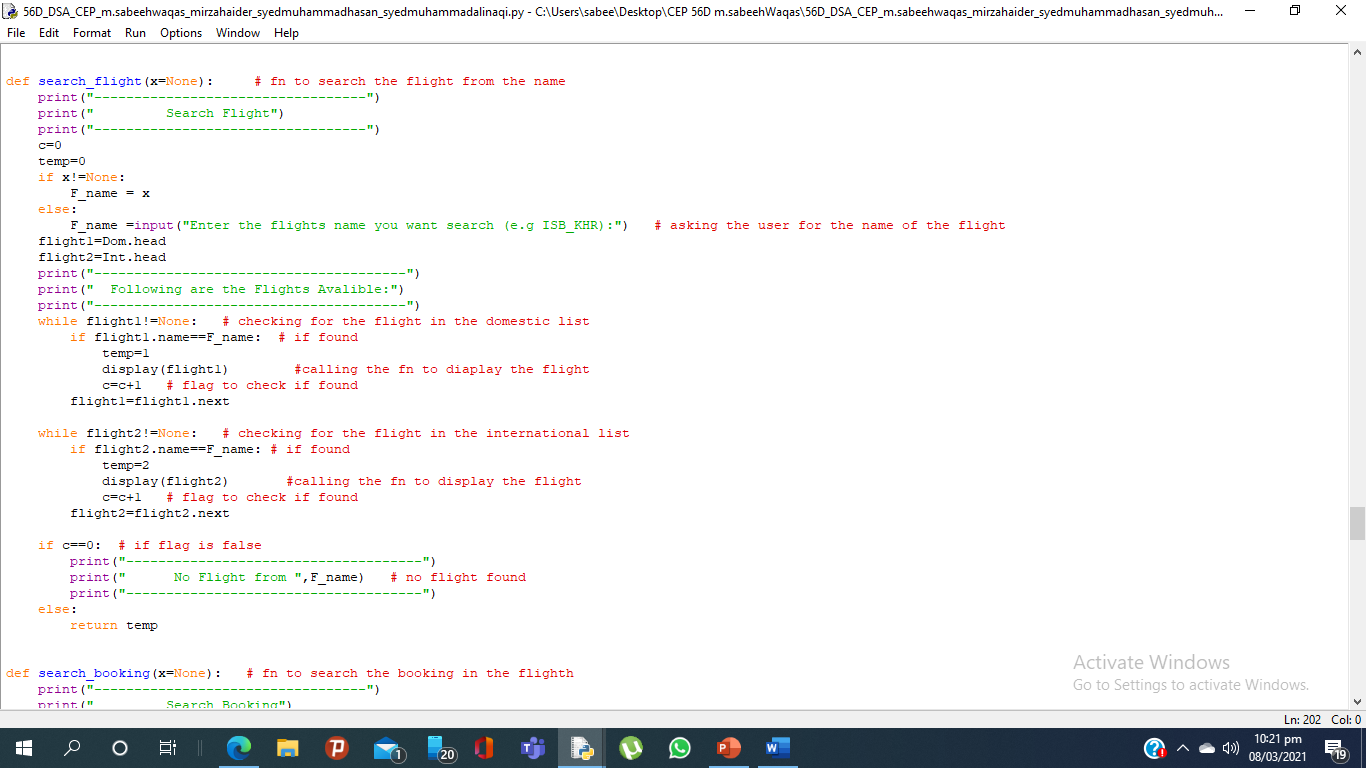 56D_DSA_CEP_m.sabeehwaqas_mirzahaider_syedmuhammadhasan_syedmuhammadalinaqi.py - C:\Users\sabee\Desktop\CEP 56D m.sabeehWaqas\56D_DSA_CEP_m.sabeehwaqas_mirzahaider_syedmuhammadhasan_syedmuh...
File Edit Format Run Options Window Help
def search_flight(x=None):     # fn to search the flight from the name
    print("----------------------------------")
    print("         Search Flight")
    print("----------------------------------")
    c=0
    temp=0
    if x!=None:
        F_name = x
    else:
        F_name =input("Enter the flights name you want search (e.g ISB_KHR):")   # asking the user for the name of the flight
    flight1=Dom.head
    flight2=Int.head
    print("---------------------------------------")
    print("  Following are the Flights Avalible:")
    print("---------------------------------------")
    while flight1!=None:   # checking for the flight in the domestic list
        if flight1.name==F_name:  # if found
            temp=1
            display(flight1)        #calling the fn to diaplay the flight
            c=c+1   # flag to check if found
        flight1=flight1.next
    while flight2!=None:   # checking for the flight in the international list
        if flight2.name==F_name: # if found
            temp=2
            display(flight2)       #calling the fn to display the flight
            c=c+1   # flag to check if found
        flight2=flight2.next
    if c==0:  # if flag is false
        print("-------------------------------------")
        print("      No Flight from ",F_name)   # no flight found
        print("-------------------------------------")
    else:
        return temp
def search_booking(x=None):   # fn to search the booking in the flighth
    print("----------------------------------")
    print("         Search Booking")
Activate Windows
Go to Settings to activate Windows.
Ln: 202 Col: 0
1
20
10:21 pm
08/03/2021
19